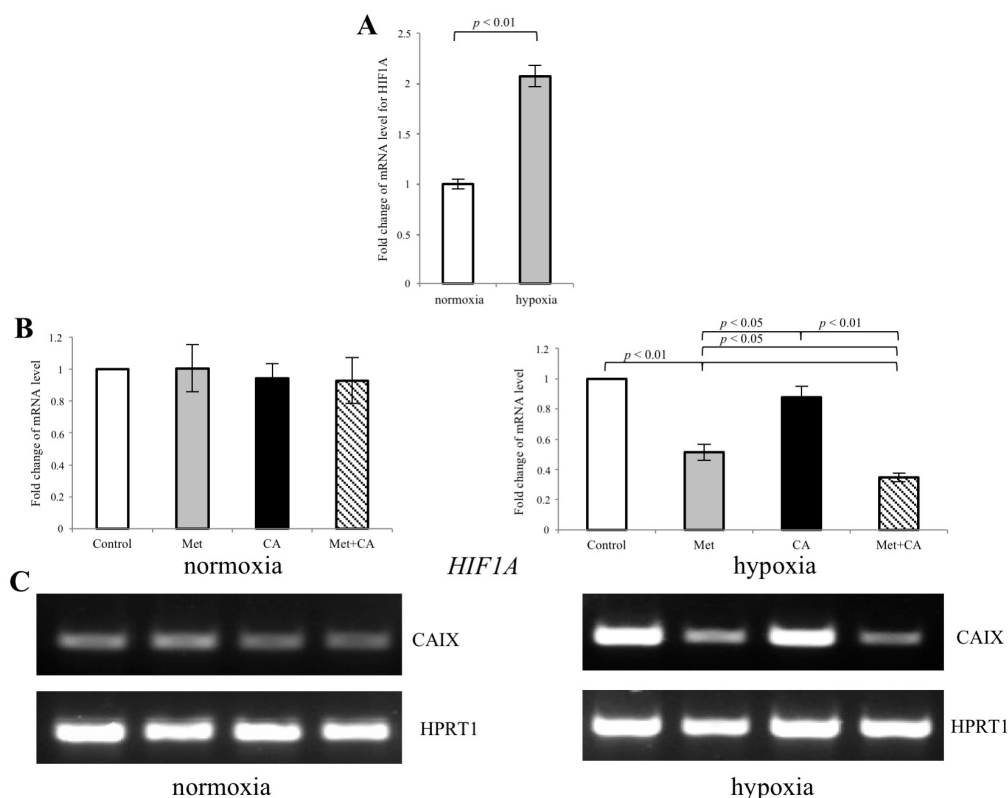 A
p < 0.01
Fold change of mRNA level for HIF1A
2.5
2
1.5
1
0.5
0
normoxia hypoxia
B
Fold change of mRNA level
1.2
1
0.8
0.6
0.4
0.2
0
Control Met CA Met+CA
normoxia
p < 0.05 p < 0.01
p < 0.05
p < 0.01
Fold change of mRNA level
1.2
1
0.8
0.6
0.4
0.2
0
Control Met CA Met+CA
hypoxia
HIF1A
C
CAIX
HPRT1
normoxia
CAIX
HPRT1
hypoxia